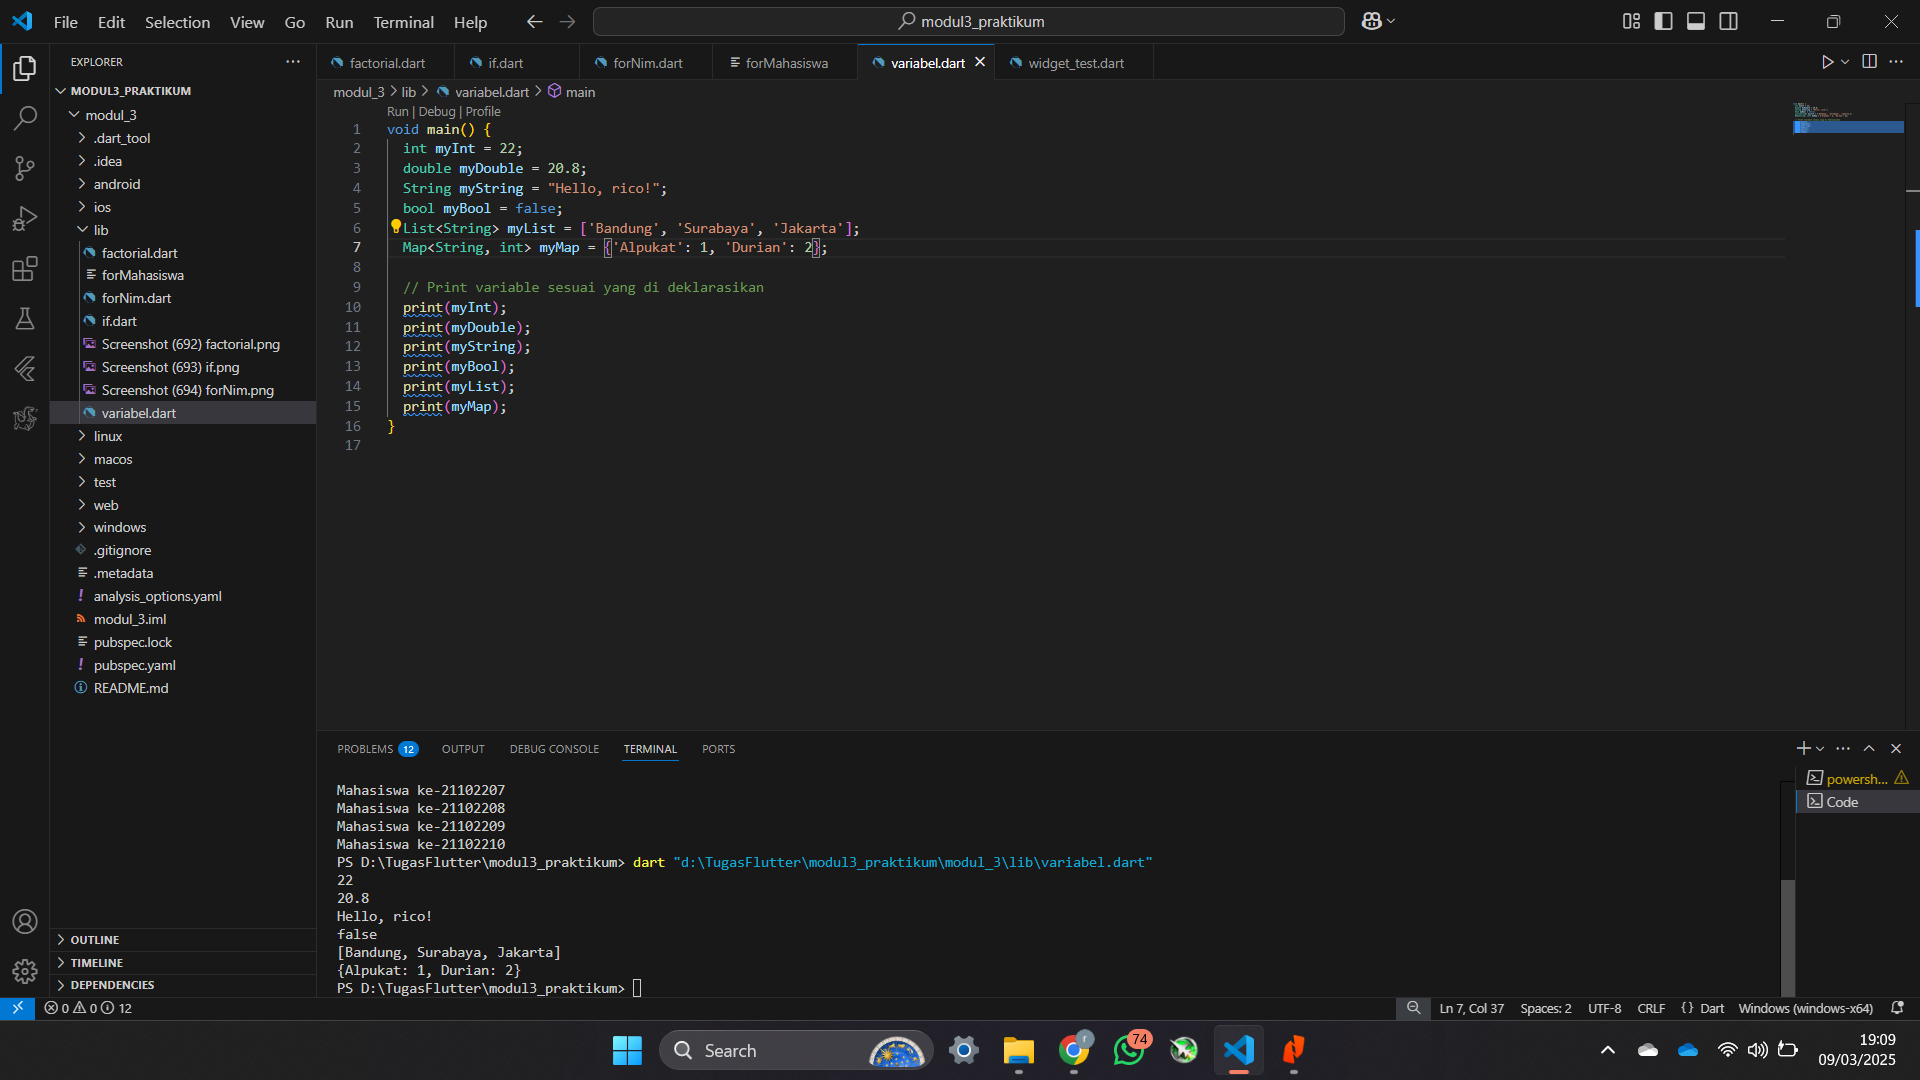 File Edit Selection View Go Run Terminal Help
modul3_praktikum
EXPLORER
MODUL3_PRAKTIKUM
modul_3
.dart_tool
.idea
android
ios
lib
factorial.dart
forMahasiswa
forNim.dart
if.dart
Screenshot (692) factorial.png
Screenshot (693) if.png
Screenshot (694) forNim.png
variabel.dart
linux
macos
test
web
windows
.gitignore
.metadata
analysis_options.yaml
modul_3.iml
pubspec.lock
pubspec.yaml
README.md
OUTLINE
TIMELINE
DEPENDENCIES
factorial.dart if.dart forNim.dart forMahasiswa variabel.dart widget_test.dart
modul_3 > lib > variabel.dart > main
Run | Debug | Profile
1 void main() {
2 int myInt = 22;
3 double myDouble = 20.8;
4 String myString = "Hello, rico!";
5 bool myBool = false;
6 List<String> myList = ['Bandung', 'Surabaya', 'Jakarta'];
7 Map<String, int> myMap = {'Alpukat': 1, 'Durian': 2};
8
9 // Print variable sesuai yang di deklarasikan
10 print(myInt);
11 print(myDouble);
12 print(myString);
13 print(myBool);
14 print(myList);
15 print(myMap);
16 }
17
PROBLEMS 12 OUTPUT DEBUG CONSOLE TERMINAL PORTS
Mahasiswa ke-21102207
Mahasiswa ke-21102208
Mahasiswa ke-21102209
Mahasiswa ke-21102210
PS D:\TugasFlutter\modul3_praktikum> dart "d:\TugasFlutter\modul3_praktikum\modul_3\lib\variabel.dart"
22
20.8
Hello, rico!
false
[Bandung, Surabaya, Jakarta]
{Alpukat: 1, Durian: 2}
PS D:\TugasFlutter\modul3_praktikum>
powersh...
Code
0 0 12
Ln 7, Col 37 Spaces: 2 UTF-8 CRLF {} Dart Windows (windows-x64)
Search
r
74
19:09
09/03/2025